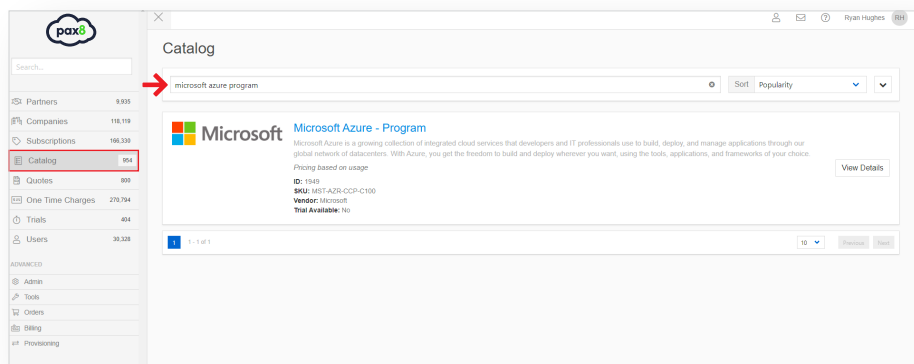 pax8
Search...
Partners 9,935
Companies 118,119
Subscriptions 166,330
Catalog 954
Quotes 800
One Time Charges 270,794
Trials 404
Users 30,328
ADVANCED
Admin
Tools
Orders
Billing
Provisioning
Ryan Hughes RH
Catalog
microsoft azure program
Sort Popularity
Microsoft
Microsoft Azure - Program
Microsoft Azure is a growing collection of integrated cloud services that developers and IT professionals use to build, deploy, and manage applications through our
global network of datacenters. With Azure, you get the freedom to build and deploy wherever you want, using the tools, applications, and frameworks of your choice.
Pricing based on usage
View Details
ID: 1949
SKU: MST-AZR-CCP-C100
Vendor: Microsoft
Trial Available: No
1 1 - 1 of 1
10 Previous Next